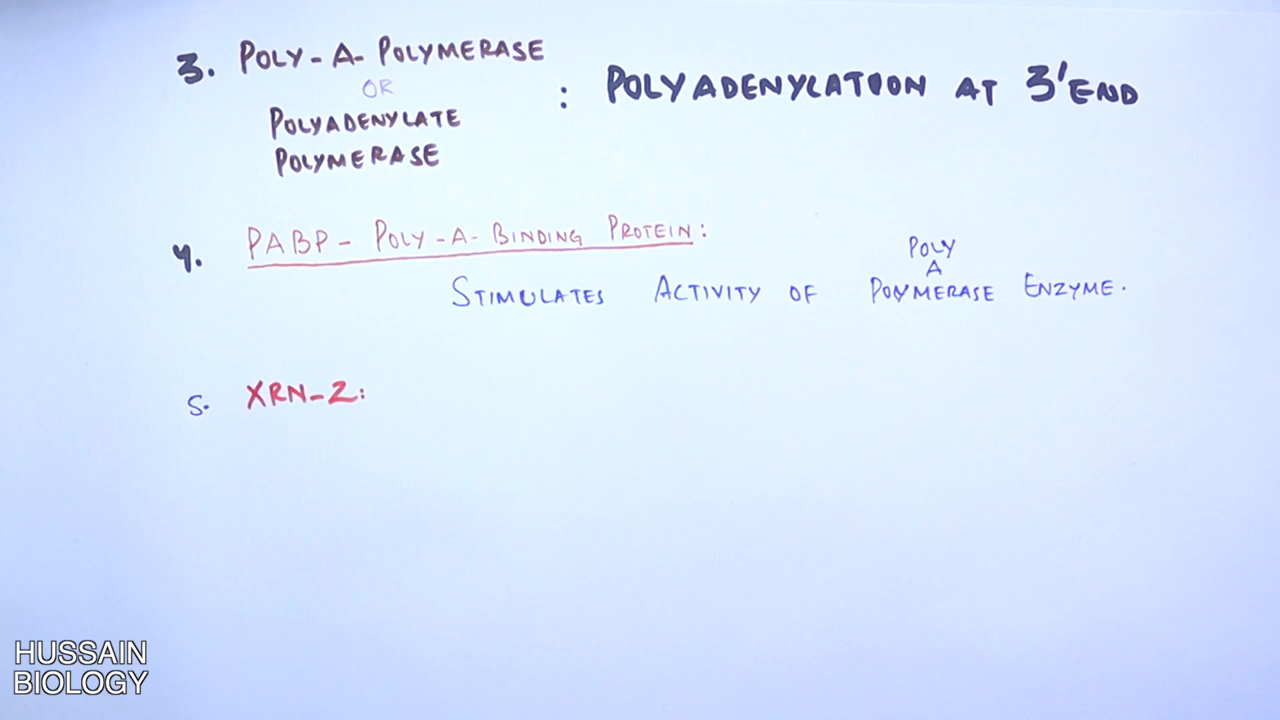 3. POLY-A-POLYMERASE
OR
POLYADENYLATE
POLYMERASE
: POLYADENYLATION AT 3' END
4. PABP - POLY-A-BINDING PROTEIN:
POLY
A
STIMULATES ACTIVITY OF POLYMERASE ENZYME.
5. XRN-2:
HUSSAIN
BIOLOGY